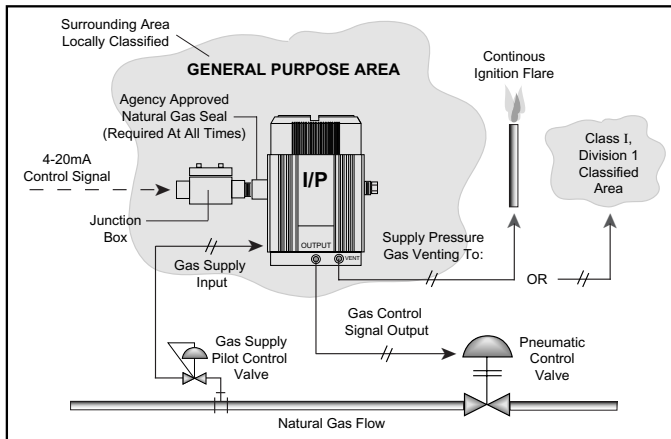 Surrounding Area
Locally Classified
GENERAL PURPOSE AREA
Agency Approved
Natural Gas Seal
(Required At All Times)
4-20mA
Control Signal
Junction
Box
I/P
OUTPUT
VENT
Gas Supply
Input
Continous
Ignition Flare
Class I,
Division 1
Classified
Area
Supply Pressure
Gas Venting To:
OR
Gas Control
Signal Output
Gas Supply
Pilot Control
Valve
Pneumatic
Control
Valve
Natural Gas Flow